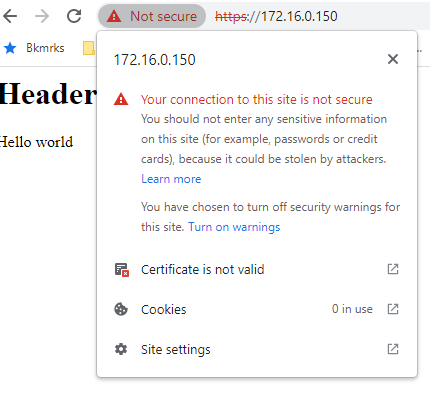 Not secure
https://172.16.0.150
Bkmrks
...
172.16.0.150
Header
Hello world
Your connection to this site is not secure
You should not enter any sensitive information
on this site (for example, passwords or credit
cards), because it could be stolen by attackers.
Learn more
You have chosen to turn off security warnings for
this site. Turn on warnings
Certificate is not valid
Cookies
0 in use
Site settings